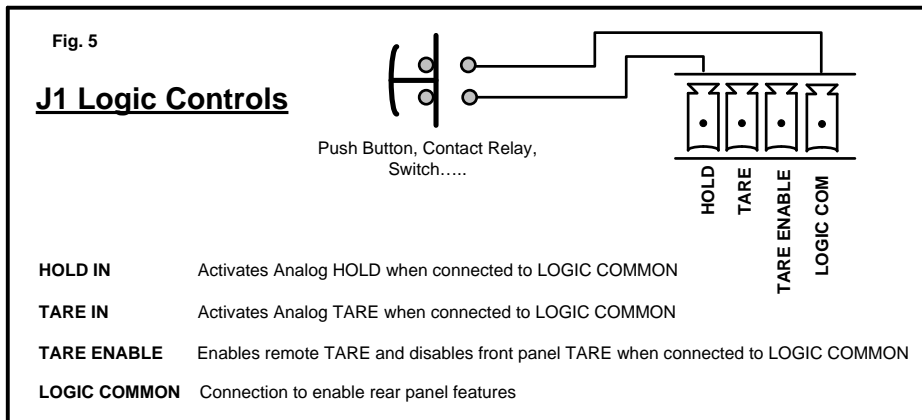 Fig. 5
J1 Logic Controls
Push Button, Contact Relay,
Switch…..
HOLD
TARE
TARE ENABLE
LOGIC COM
HOLD IN Activates Analog HOLD when connected to LOGIC COMMON
TARE IN Activates Analog TARE when connected to LOGIC COMMON
TARE ENABLE Enables remote TARE and disables front panel TARE when connected to LOGIC COMMON
LOGIC COMMON Connection to enable rear panel features